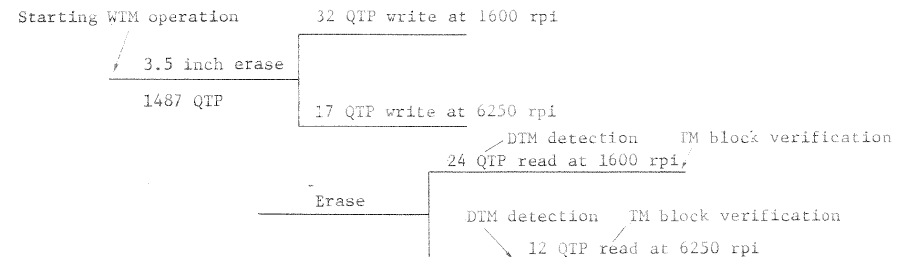 Starting WTM operation
32 QTP write at 1600 rpi
3.5 inch erase
1487 QTP
17 QTP write at 6250 rpi
DTM detection TM block verification
24 QTP read at 1600 rpi
Erase
DTM detection TM block verification
12 QTP read at 6250 rpi